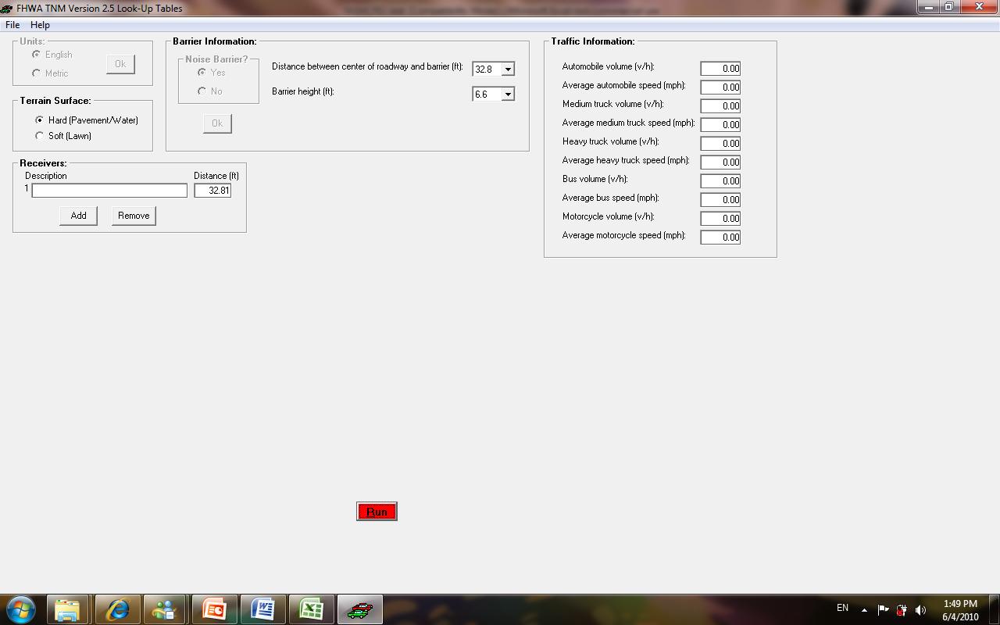 FHWA TNM Version 2.5 Look-Up Tables
File Help
Units:
English
Metric
Ok
Terrain Surface:
Hard (Pavement/Water)
Soft (Lawn)
Barrier Information:
Noise Barrier?
Yes
No
Ok
Distance between center of roadway and barrier (ft): 32.8
Barrier height (ft): 6.6
Traffic Information:
Automobile volume (v/h): 0.00
Average automobile speed (mph): 0.00
Medium truck volume (v/h): 0.00
Average medium truck speed (mph): 0.00
Heavy truck volume (v/h): 0.00
Average heavy truck speed (mph): 0.00
Bus volume (v/h): 0.00
Average bus speed (mph): 0.00
Motorcycle volume (v/h): 0.00
Average motorcycle speed (mph): 0.00
Receivers:
Description Distance (ft)
1 32.81
Add Remove
Run
EN
1:49 PM
6/4/2010